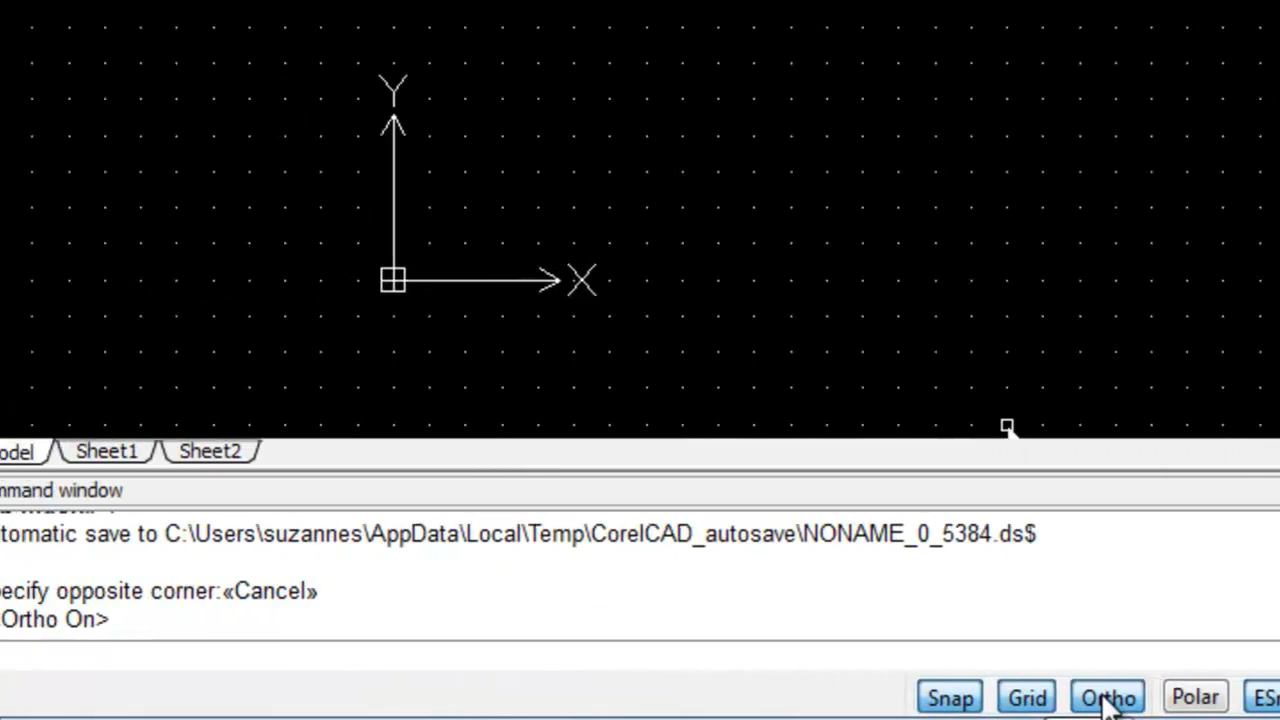 Y
X
odel Sheet1 Sheet2
mmand window
tomatic save to C:\Users\suzannes\AppData\Local\Temp\CorelCAD_autosave\NONAME_0_5384.ds$
ecify opposite corner:«Cancel»
<Ortho On>
Snap Grid Ortho Polar ESn